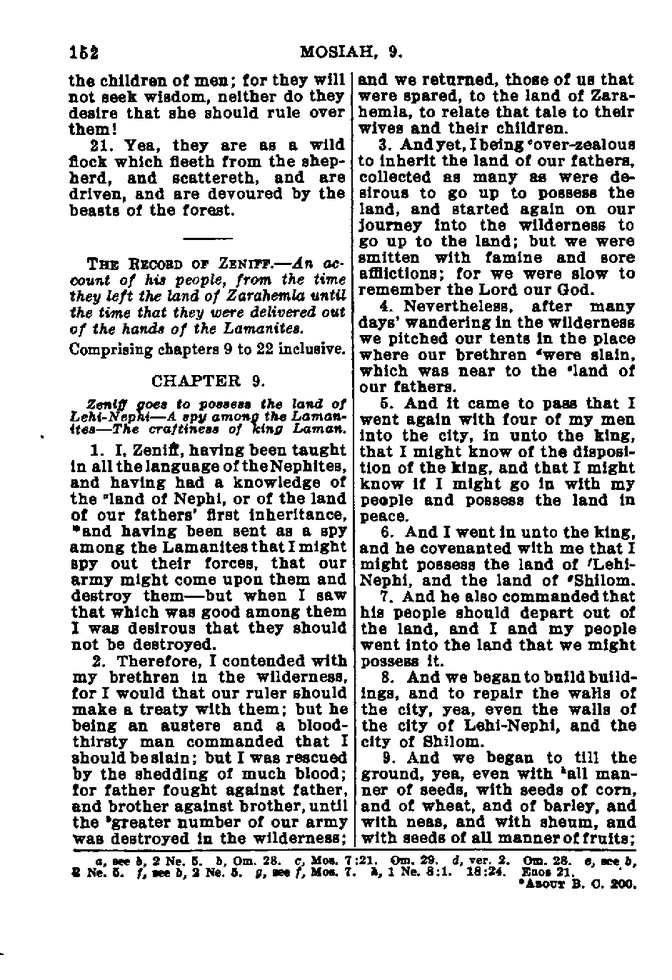 152
MOSIAH, 9.
the children of men; for they will
not seek wisdom, neither do they
desire that she should rule over
them!
21. Yea, they are as a wild
flock which fleeth from the shep-
herd, and scattereth, and are
driven, and are devoured by the
beasts of the forest.
THE RECORD OF ZENIFF.—An ac-
count of his people, from the time
they left the land of Zarahemla until
the time that they were delivered out
of the hands of the Lamanites.
Comprising chapters 9 to 22 inclusive.
CHAPTER 9.
Zeniff goes to possess the land of
Lehi-Nephi—A spy among the Laman-
ites—The craftiness of king Laman.
1. I, Zeniff, having been taught
in all the language of the Nephites,
and having had a knowledge of
the ᵃland of Nephi, or of the land
of our fathers' first inheritance,
*and having been sent as a spy
among the Lamanites that I might
spy out their forces, that our
army might come upon them and
destroy them—but when I saw
that which was good among them
I was desirous that they should
not be destroyed.
2. Therefore, I contended with
my brethren in the wilderness,
for I would that our ruler should
make a treaty with them; but he
being an austere and a blood-
thirsty man commanded that I
should be slain; but I was rescued
by the shedding of much blood;
for father fought against father,
and brother against brother, until
the ᵇgreater number of our army
was destroyed in the wilderness;
and we returned, those of us that
were spared, to the land of Zara-
hemla, to relate that tale to their
wives and their children.
3. And yet, I being ᶜover-zealous
to inherit the land of our fathers,
collected as many as were de-
sirous to go up to possess the
land, and started again on our
journey into the wilderness to
go up to the land; but we were
smitten with famine and sore
afflictions; for we were slow to
remember the Lord our God.
4. Nevertheless, after many
days' wandering in the wilderness
we pitched our tents in the place
where our brethren ᵈwere slain,
which was near to the ᵉland of
our fathers.
5. And it came to pass that I
went again with four of my men
into the city, in unto the king,
that I might know of the disposi-
tion of the king, and that I might
know if I might go in with my
people and possess the land in
peace.
6. And I went in unto the king,
and he covenanted with me that I
might possess the land of ᶠLehi-
Nephi, and the land of ᵍShilom.
7. And he also commanded that
his people should depart out of
the land, and I and my people
went into the land that we might
possess it.
8. And we began to build build-
ings, and to repair the walls of
the city, yea, even the walls of
the city of Lehi-Nephi, and the
city of Shilom.
9. And we began to till the
ground, yea, even with ʰall man-
ner of seeds, with seeds of corn,
and of wheat, and of barley, and
with neas, and with sheum, and
with seeds of all manner of fruits;
a, see b, 2 Ne. 5. b, Om. 28. c, Mos. 7:21. Om. 29. d, ver. 2. Om. 28. e, see b,
2 Ne. 5. f, see b, 2 Ne. 5. g, see f, Mos. 7. h, 1 Ne. 8:1. 18:24. Enos 21.
*ABOUT B. C. 200.